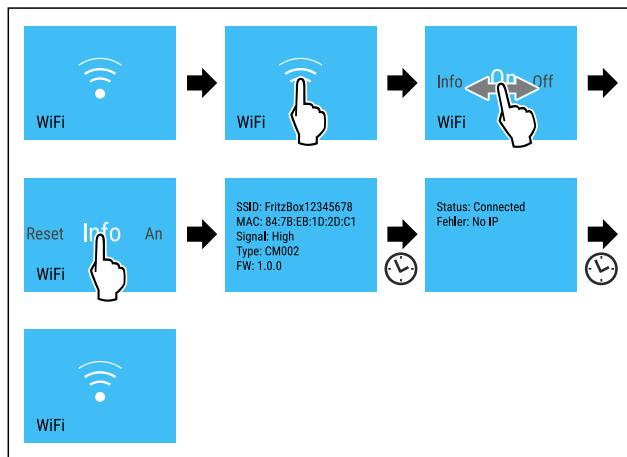 WiFi
WiFi
Info On Off
WiFi
Reset Info An
WiFi
SSID: FritzBox12345678
MAC: 84:7B:EB:1D:2D:C1
Signal: High
Type: CM002
FW: 1.0.0
Status: Connected
Fehler: No IP
WiFi